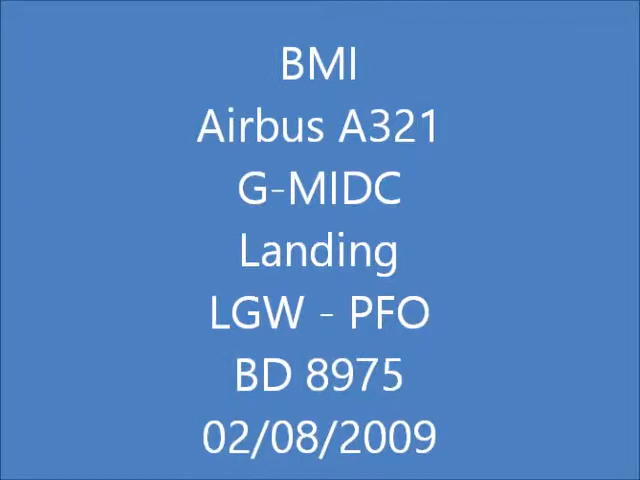 BMI
Airbus A321
G-MIDC
Landing
LGW - PFO
BD 8975
02/08/2009